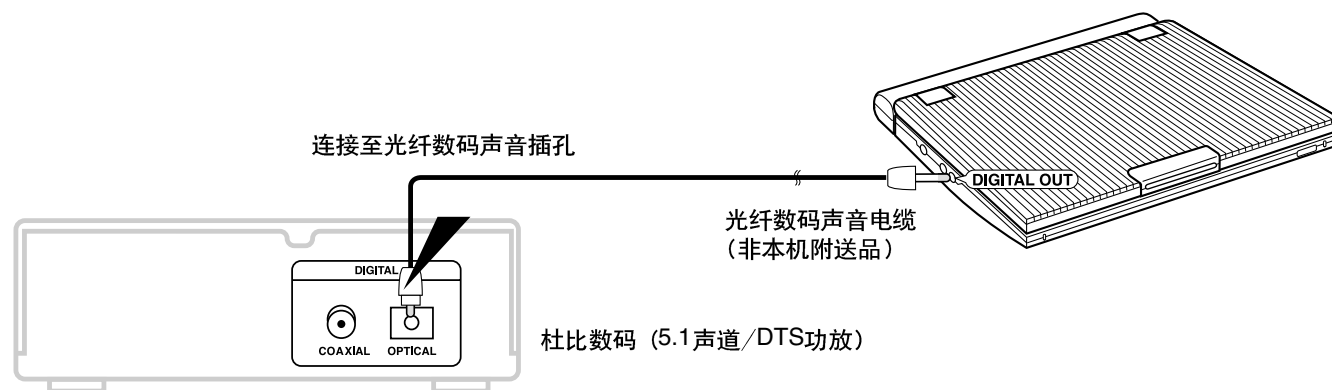 连接至光纤数码声音插孔
DIGITAL OUT
光纤数码声音电缆
（非本机附送品）
DIGITAL
COAXIAL
OPTICAL
杜比数码（5.1声道/DTS功放）